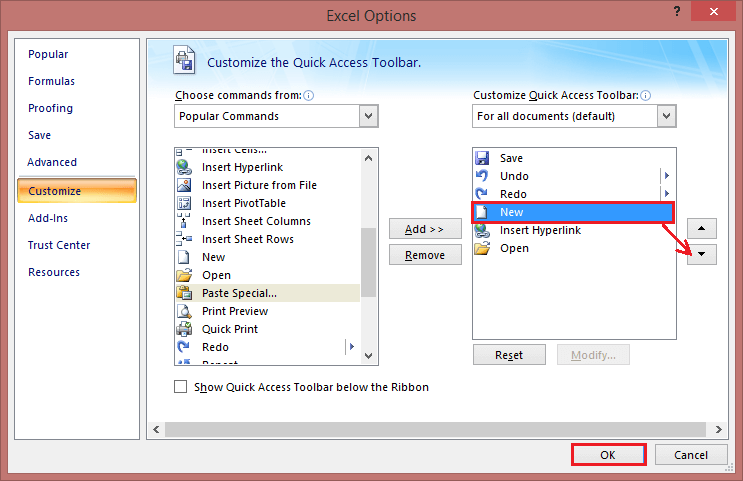 Excel Options
?
Popular
Formulas
Proofing
Save
Advanced
Customize
Add-Ins
Trust Center
Resources
Customize the Quick Access Toolbar.
Choose commands from:
Popular Commands
Insert Cells...
Insert Hyperlink
Insert Picture from File
Insert PivotTable
Insert Sheet Columns
Insert Sheet Rows
New
Open
Paste Special...
Print Preview
Quick Print
Redo
Repeat
Show Quick Access Toolbar below the Ribbon
Add >>
Remove
Customize Quick Access Toolbar:
For all documents (default)
Save
Undo
Redo
New
Insert Hyperlink
Open
Reset
Modify...
OK
Cancel